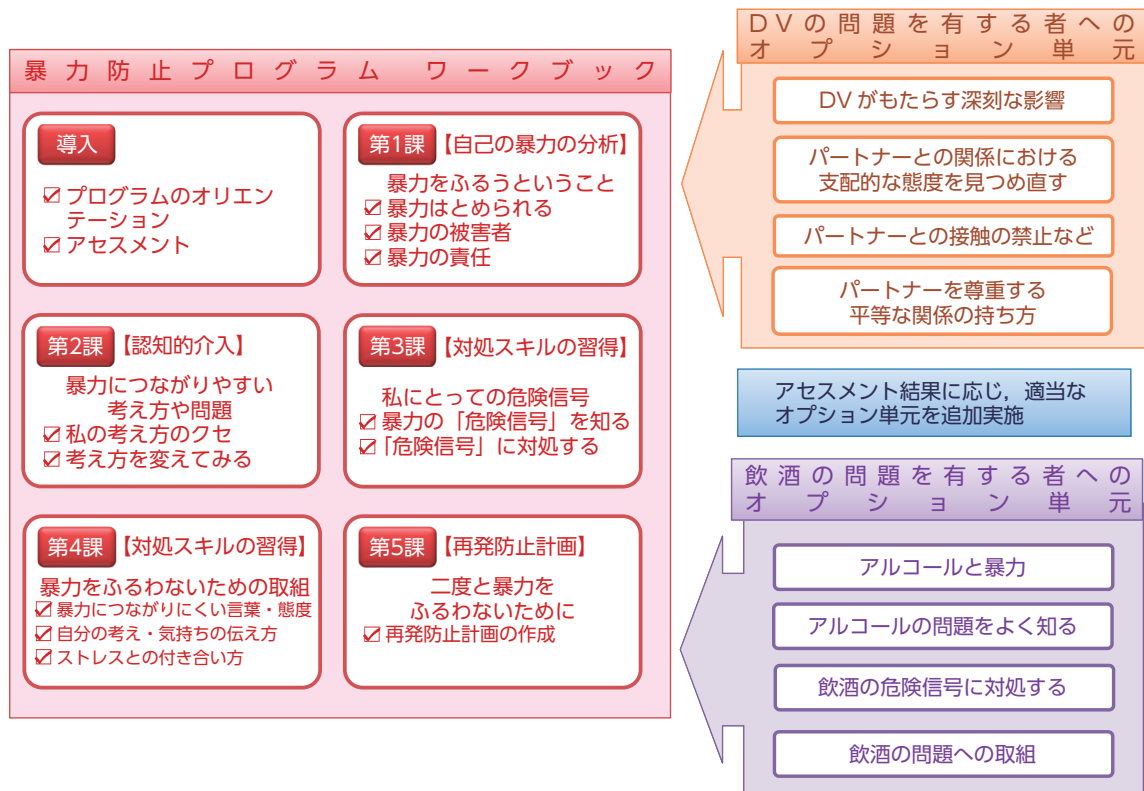 暴力防止プログラム ワークブック
導入
☑ プログラムのオリエン
テーション
☑ アセスメント
第1課【自己の暴力の分析】
暴力をふるうということ
☑ 暴力はとめられる
☑ 暴力の被害者
☑ 暴力の責任
第2課【認知的介入】
暴力につながりやすい
考え方や問題
☑ 私の考え方のクセ
☑ 考え方を変えてみる
第3課【対処スキルの習得】
私にとっての危険信号
☑ 暴力の「危険信号」を知る
☑「危険信号」に対処する
第4課【対処スキルの習得】
暴力をふるわないための取組
☑ 暴力につながりにくい言葉・態度
☑ 自分の考え・気持ちの伝え方
☑ ストレスとの付き合い方
第5課【再発防止計画】
二度と暴力を
ふるわないために
☑ 再発防止計画の作成
DVの問題を有する者への
オプション単元
DVがもたらす深刻な影響
パートナーとの関係における
支配的な態度を見つめ直す
パートナーとの接触の禁止など
パートナーを尊重する
平等な関係の持ち方
アセスメント結果に応じ，適当な
オプション単元を追加実施
飲酒の問題を有する者への
オプション単元
アルコールと暴力
アルコールの問題をよく知る
飲酒の危険信号に対処する
飲酒の問題への取組